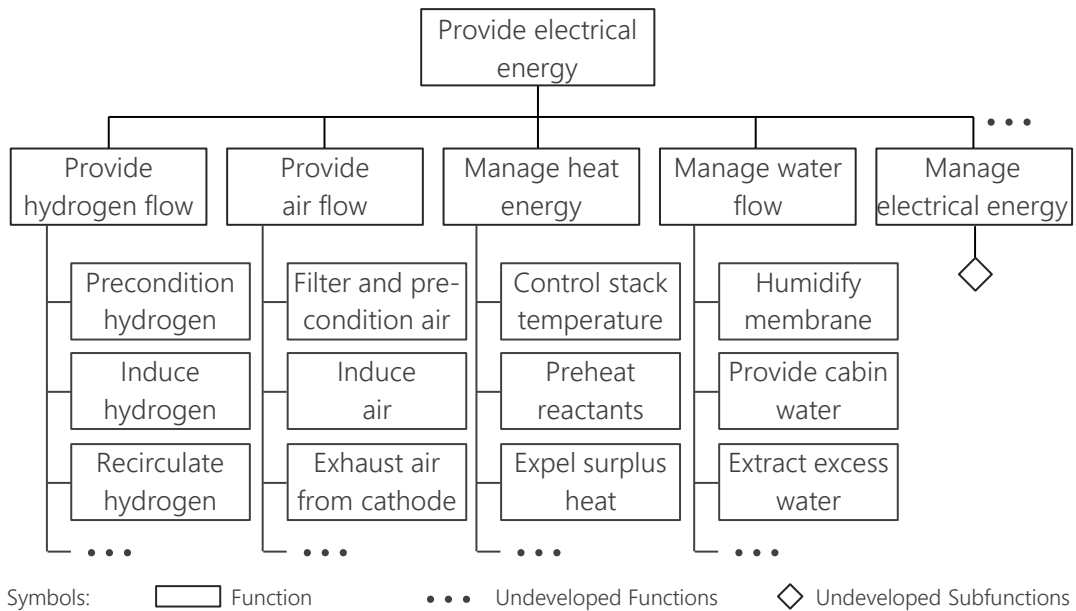 Provide electrical
energy
• • •
Provide
hydrogen flow
Provide
air flow
Manage heat
energy
Manage water
flow
Manage
electrical energy
Precondition
hydrogen
Filter and pre-
condition air
Control stack
temperature
Humidify
membrane
Induce
hydrogen
Induce
air
Preheat
reactants
Provide cabin
water
Recirculate
hydrogen
Exhaust air
from cathode
Expel surplus
heat
Extract excess
water
• • •
• • •
• • •
• • •
Symbols: Function • • • Undeveloped Functions Undeveloped Subfunctions